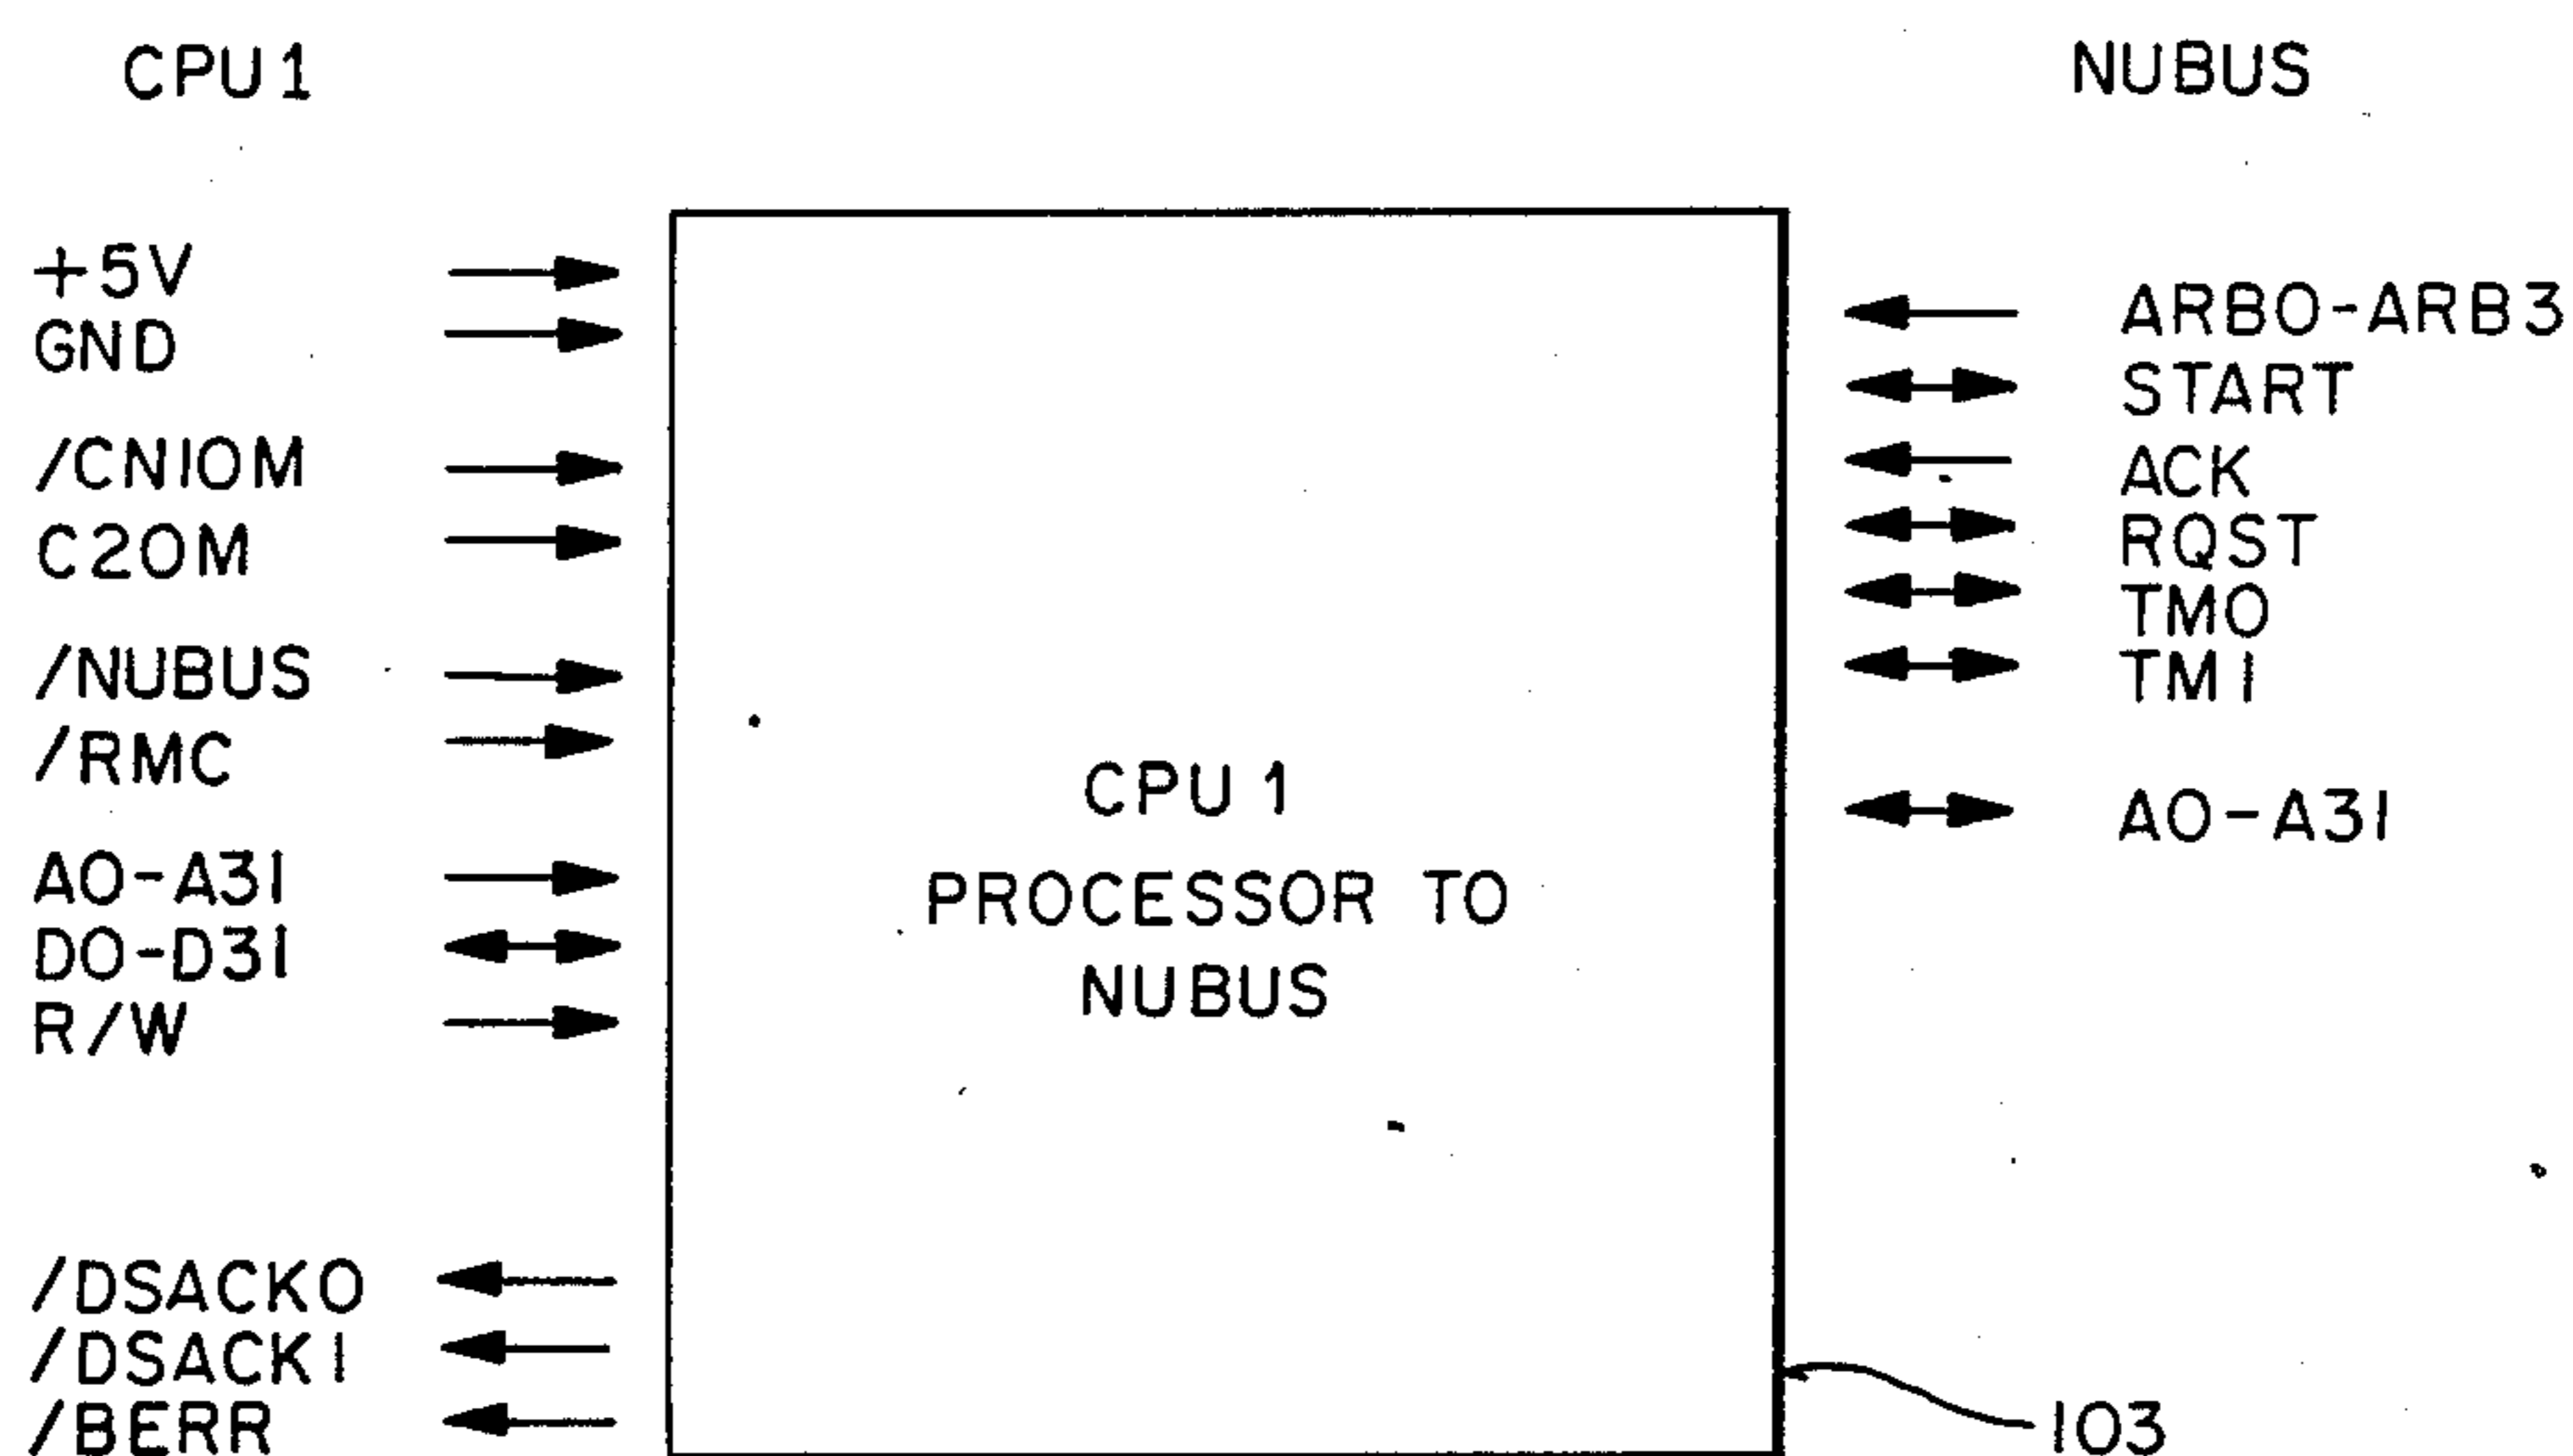 CPU1
NUBUS
+5V
GND
/CN10M
C20M
/NUBUS
/RMC
A0-A31
D0-D31
R/W
/DSACK0
/DSACK1
/BERR
CPU 1
PROCESSOR TO
NUBUS
ARB0-ARB3
START
ACK
RQST
TM0
TM1
A0-A31
103